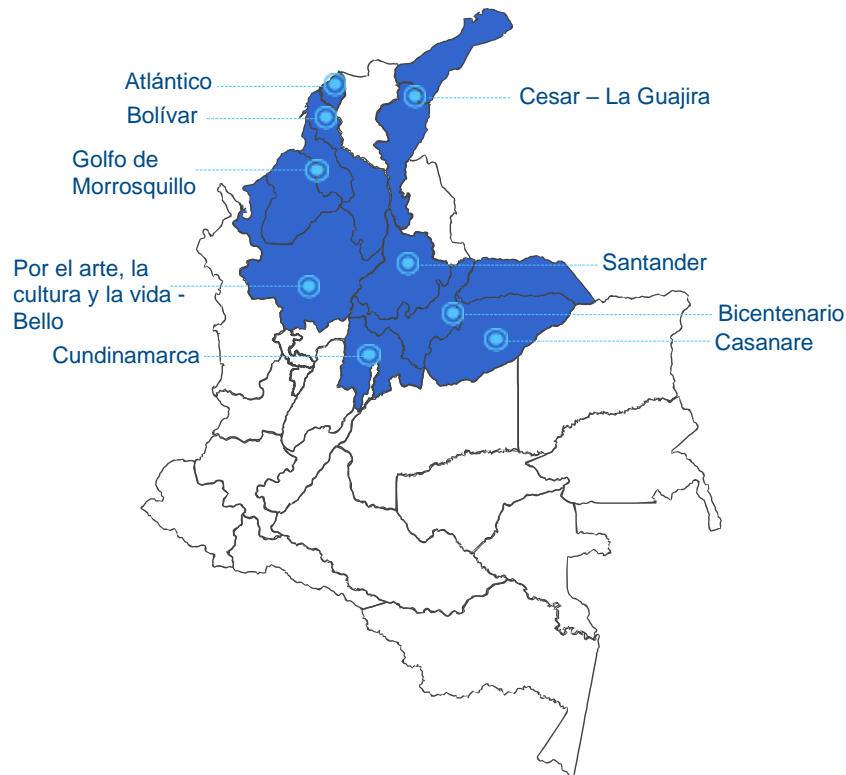 Atlántico
Bolívar
Golfo de
Morrosquillo
Por el arte, la
cultura y la vida -
Bello
Cundinamarca
Cesar – La Guajira
Santander
Bicentenario
Casanare